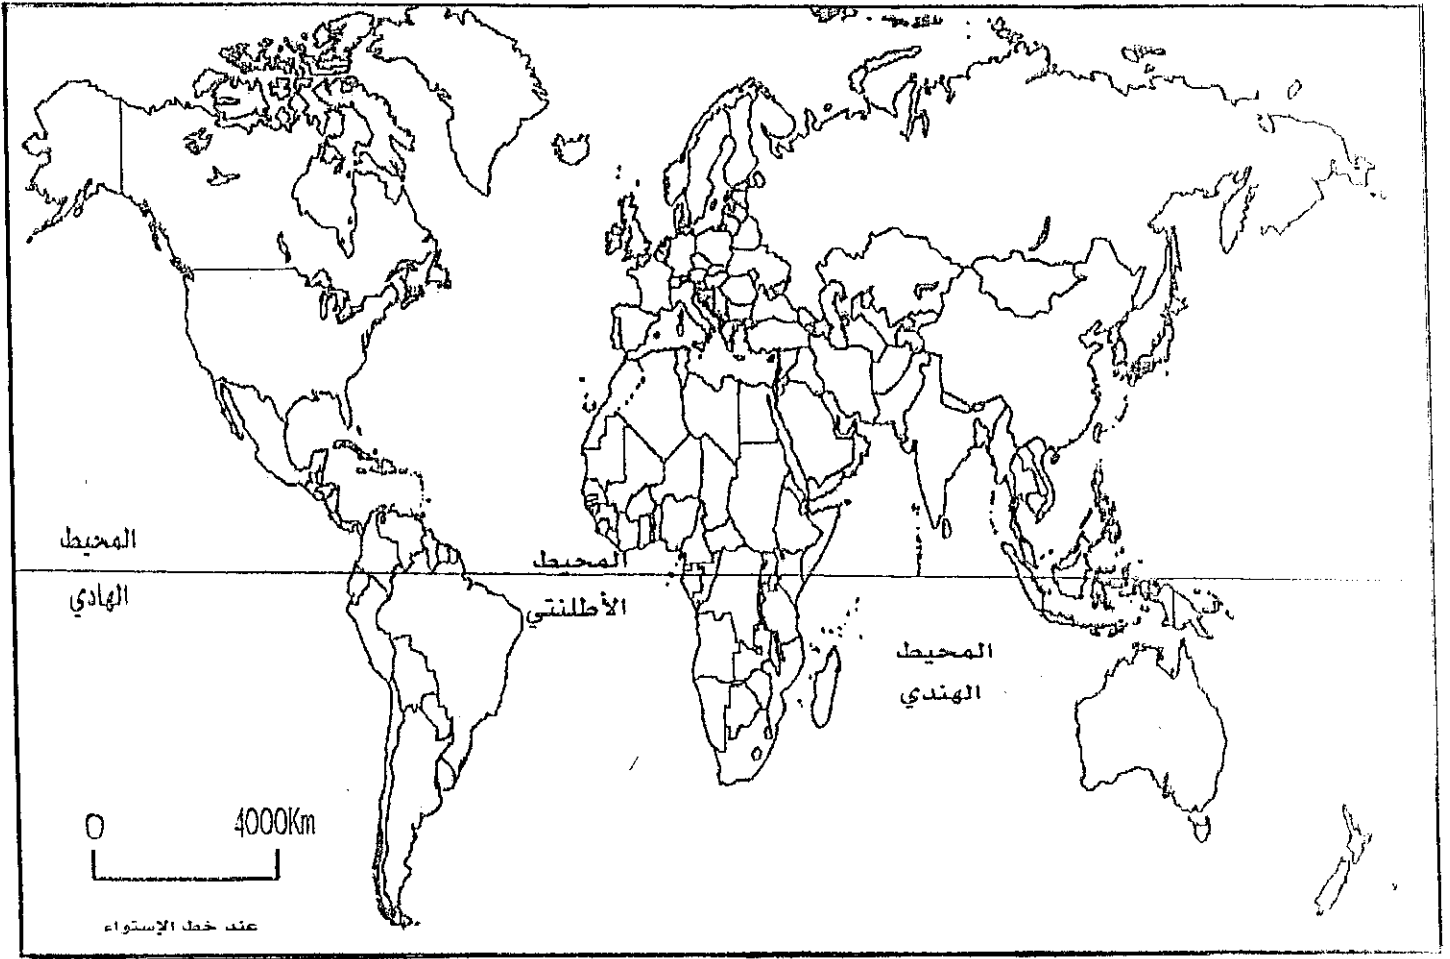 المحيط
الهادي
المحيط
الأطلنتي
المحيط
الهندي
0 4000Km
عند خط الإستواء